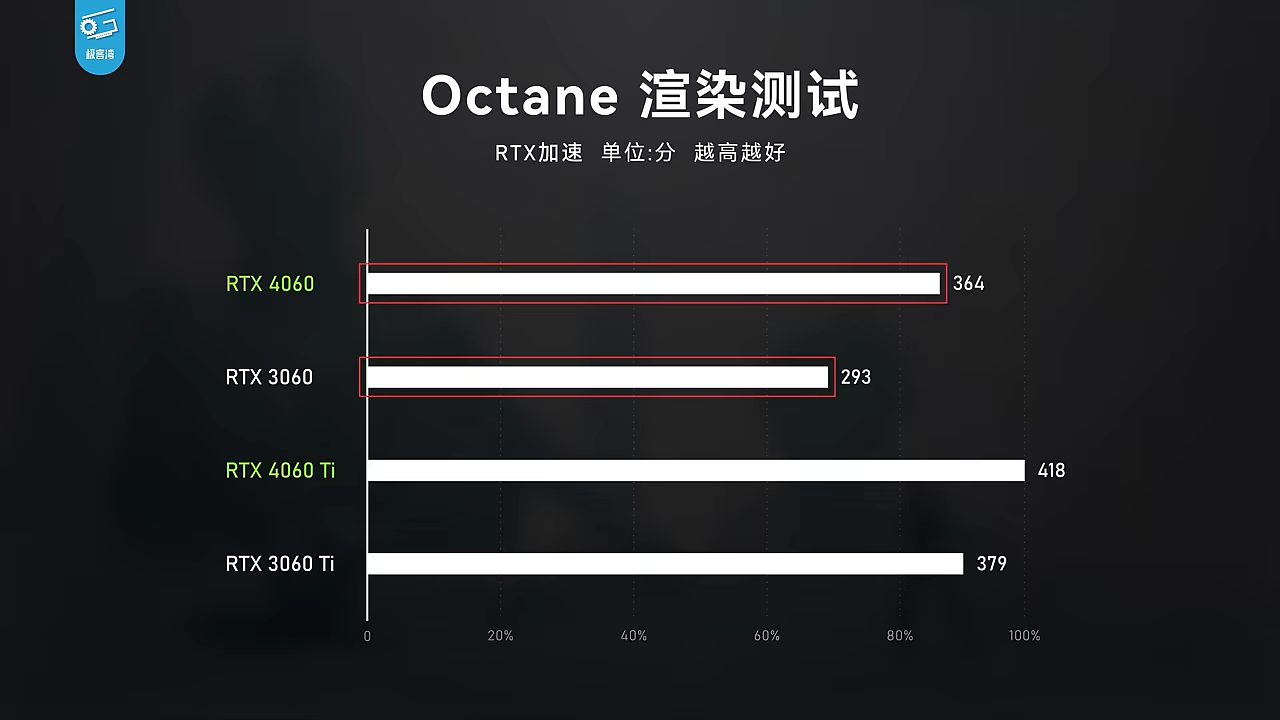 极客湾
Octane 渲染测试
RTX加速 单位:分 越高越好
RTX 4060 364
RTX 3060 293
RTX 4060 Ti 418
RTX 3060 Ti 379
0 20% 40% 60% 80% 100%